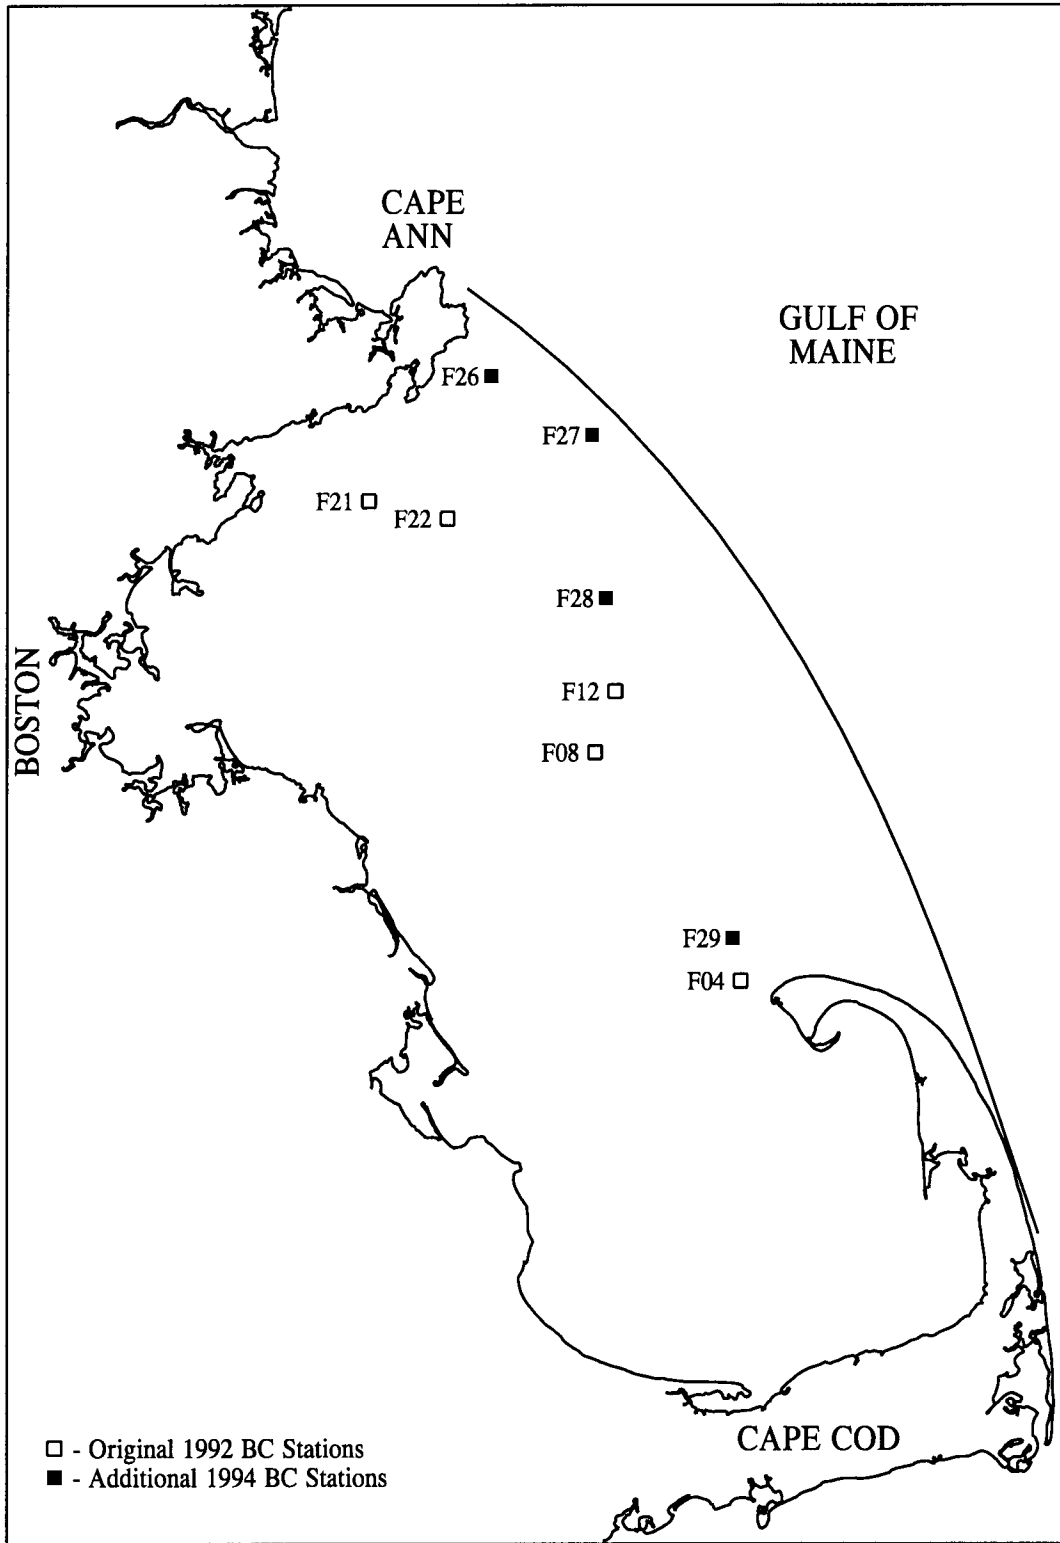 CAPE
ANN
GULF OF
MAINE
F26
F27
F21
F22
F28
BOSTON
F12
F08
F29
F04
CAPE COD
- Original 1992 BC Stations
- Additional 1994 BC Stations